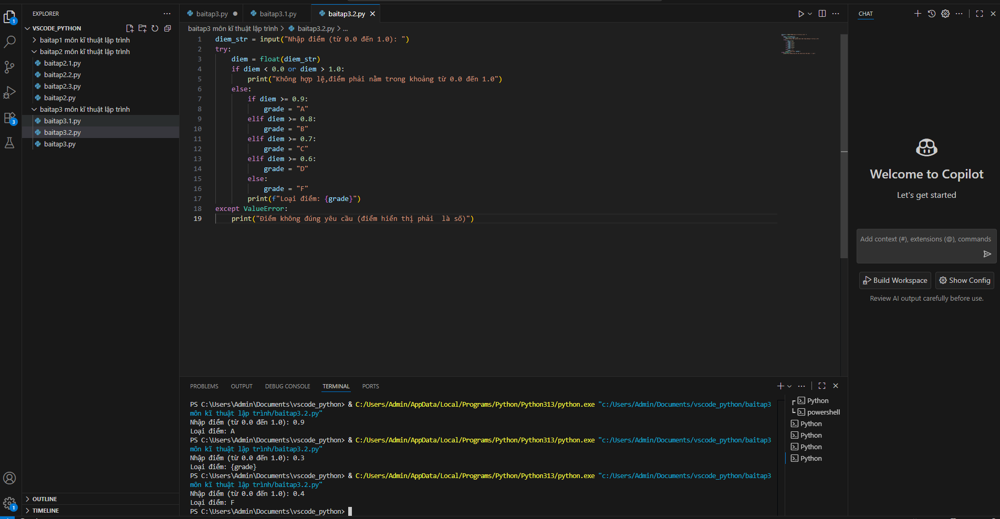 EXPLORER
VSCODE_PYTHON
baitap1 môn kĩ thuật lập trình
baitap2 môn kĩ thuật lập trình
baitap2.1.py
baitap2.2.py
baitap2.3.py
baitap2.py
baitap3 môn kĩ thuật lập trình
baitap3.1.py
baitap3.2.py
baitap3.py
OUTLINE
TIMELINE
1
3
1
baitap3.py
baitap3.1.py
baitap3.2.py
baitap3 môn kĩ thuật lập trình > baitap3.2.py > ...
1 diem_str = input("Nhập điểm (từ 0.0 đến 1.0): ")
2 try:
3     diem = float(diem_str)
4     if diem < 0.0 or diem > 1.0:
5         print("Không hợp lệ,điểm phải nằm trong khoảng từ 0.0 đến 1.0")
6     else:
7         if diem >= 0.9:
8             grade = "A"
9         elif diem >= 0.8:
10             grade = "B"
11         elif diem >= 0.7:
12             grade = "C"
13         elif diem >= 0.6:
14             grade = "D"
15         else:
16             grade = "F"
17         print(f"Loại điểm: {grade}")
18 except ValueError:
19     print("Điểm không đúng yêu cầu (điểm hiển thị phải  là số)")
PROBLEMS OUTPUT DEBUG CONSOLE TERMINAL PORTS
PS C:\Users\Admin\Documents\vscode_python> & C:/Users/Admin/AppData/Local/Programs/Python/Python313/python.exe "c:/Users/Admin/Documents/vscode_python/baitap3
môn kĩ thuật lập trình/baitap3.2.py"
Nhập điểm (từ 0.0 đến 1.0): 0.9
Loại điểm: A
PS C:\Users\Admin\Documents\vscode_python> & C:/Users/Admin/AppData/Local/Programs/Python/Python313/python.exe "c:/Users/Admin/Documents/vscode_python/baitap3
môn kĩ thuật lập trình/baitap3.2.py"
Nhập điểm (từ 0.0 đến 1.0): 0.3
Loại điểm: {grade}
PS C:\Users\Admin\Documents\vscode_python> & C:/Users/Admin/AppData/Local/Programs/Python/Python313/python.exe "c:/Users/Admin/Documents/vscode_python/baitap3
môn kĩ thuật lập trình/baitap3.2.py"
Nhập điểm (từ 0.0 đến 1.0): 0.4
Loại điểm: F
PS C:\Users\Admin\Documents\vscode_python>
Python
powershell
Python
Python
Python
Python
CHAT
Welcome to Copilot
Let's get started
Add context (#), extensions (@), commands
Build Workspace
Show Config
Review AI output carefully before use.